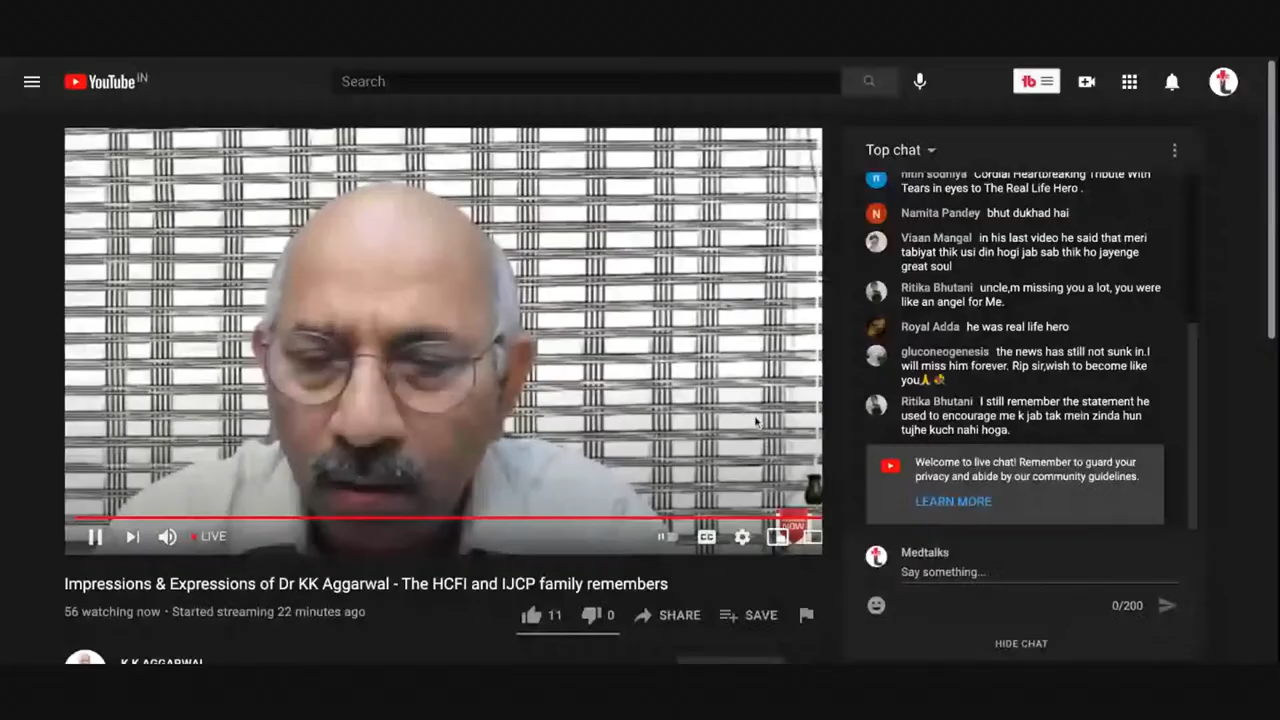 YouTube IN
Search
tb
Top chat
nitin sodhiya Cordial Heartbreaking Tribute With
Tears in eyes to The Real Life Hero .
N
Namita Pandey bhut dukhad hai
Viaan Mangal in his last video he said that meri
tabiyat thik usi din hogi jab sab thik ho jayenge
great soul
Ritika Bhutani uncle,m missing you a lot, you were
like an angel for Me.
Royal Adda he was real life hero
gluconeogenesis the news has still not sunk in.I
will miss him forever. Rip sir,wish to become like
you🙏💐
Ritika Bhutani I still remember the statement he
used to encourage me k jab tak mein zinda hun
tujhe kuch nahi hoga.
Welcome to live chat! Remember to guard your
privacy and abide by our community guidelines.
LEARN MORE
Medtalks
Say something...
0/200
HIDE CHAT
LIVE
CC
NOW
Impressions & Expressions of Dr KK Aggarwal - The HCFI and IJCP family remembers
56 watching now • Started streaming 22 minutes ago
11 0 SHARE SAVE
K K AGGARWAL